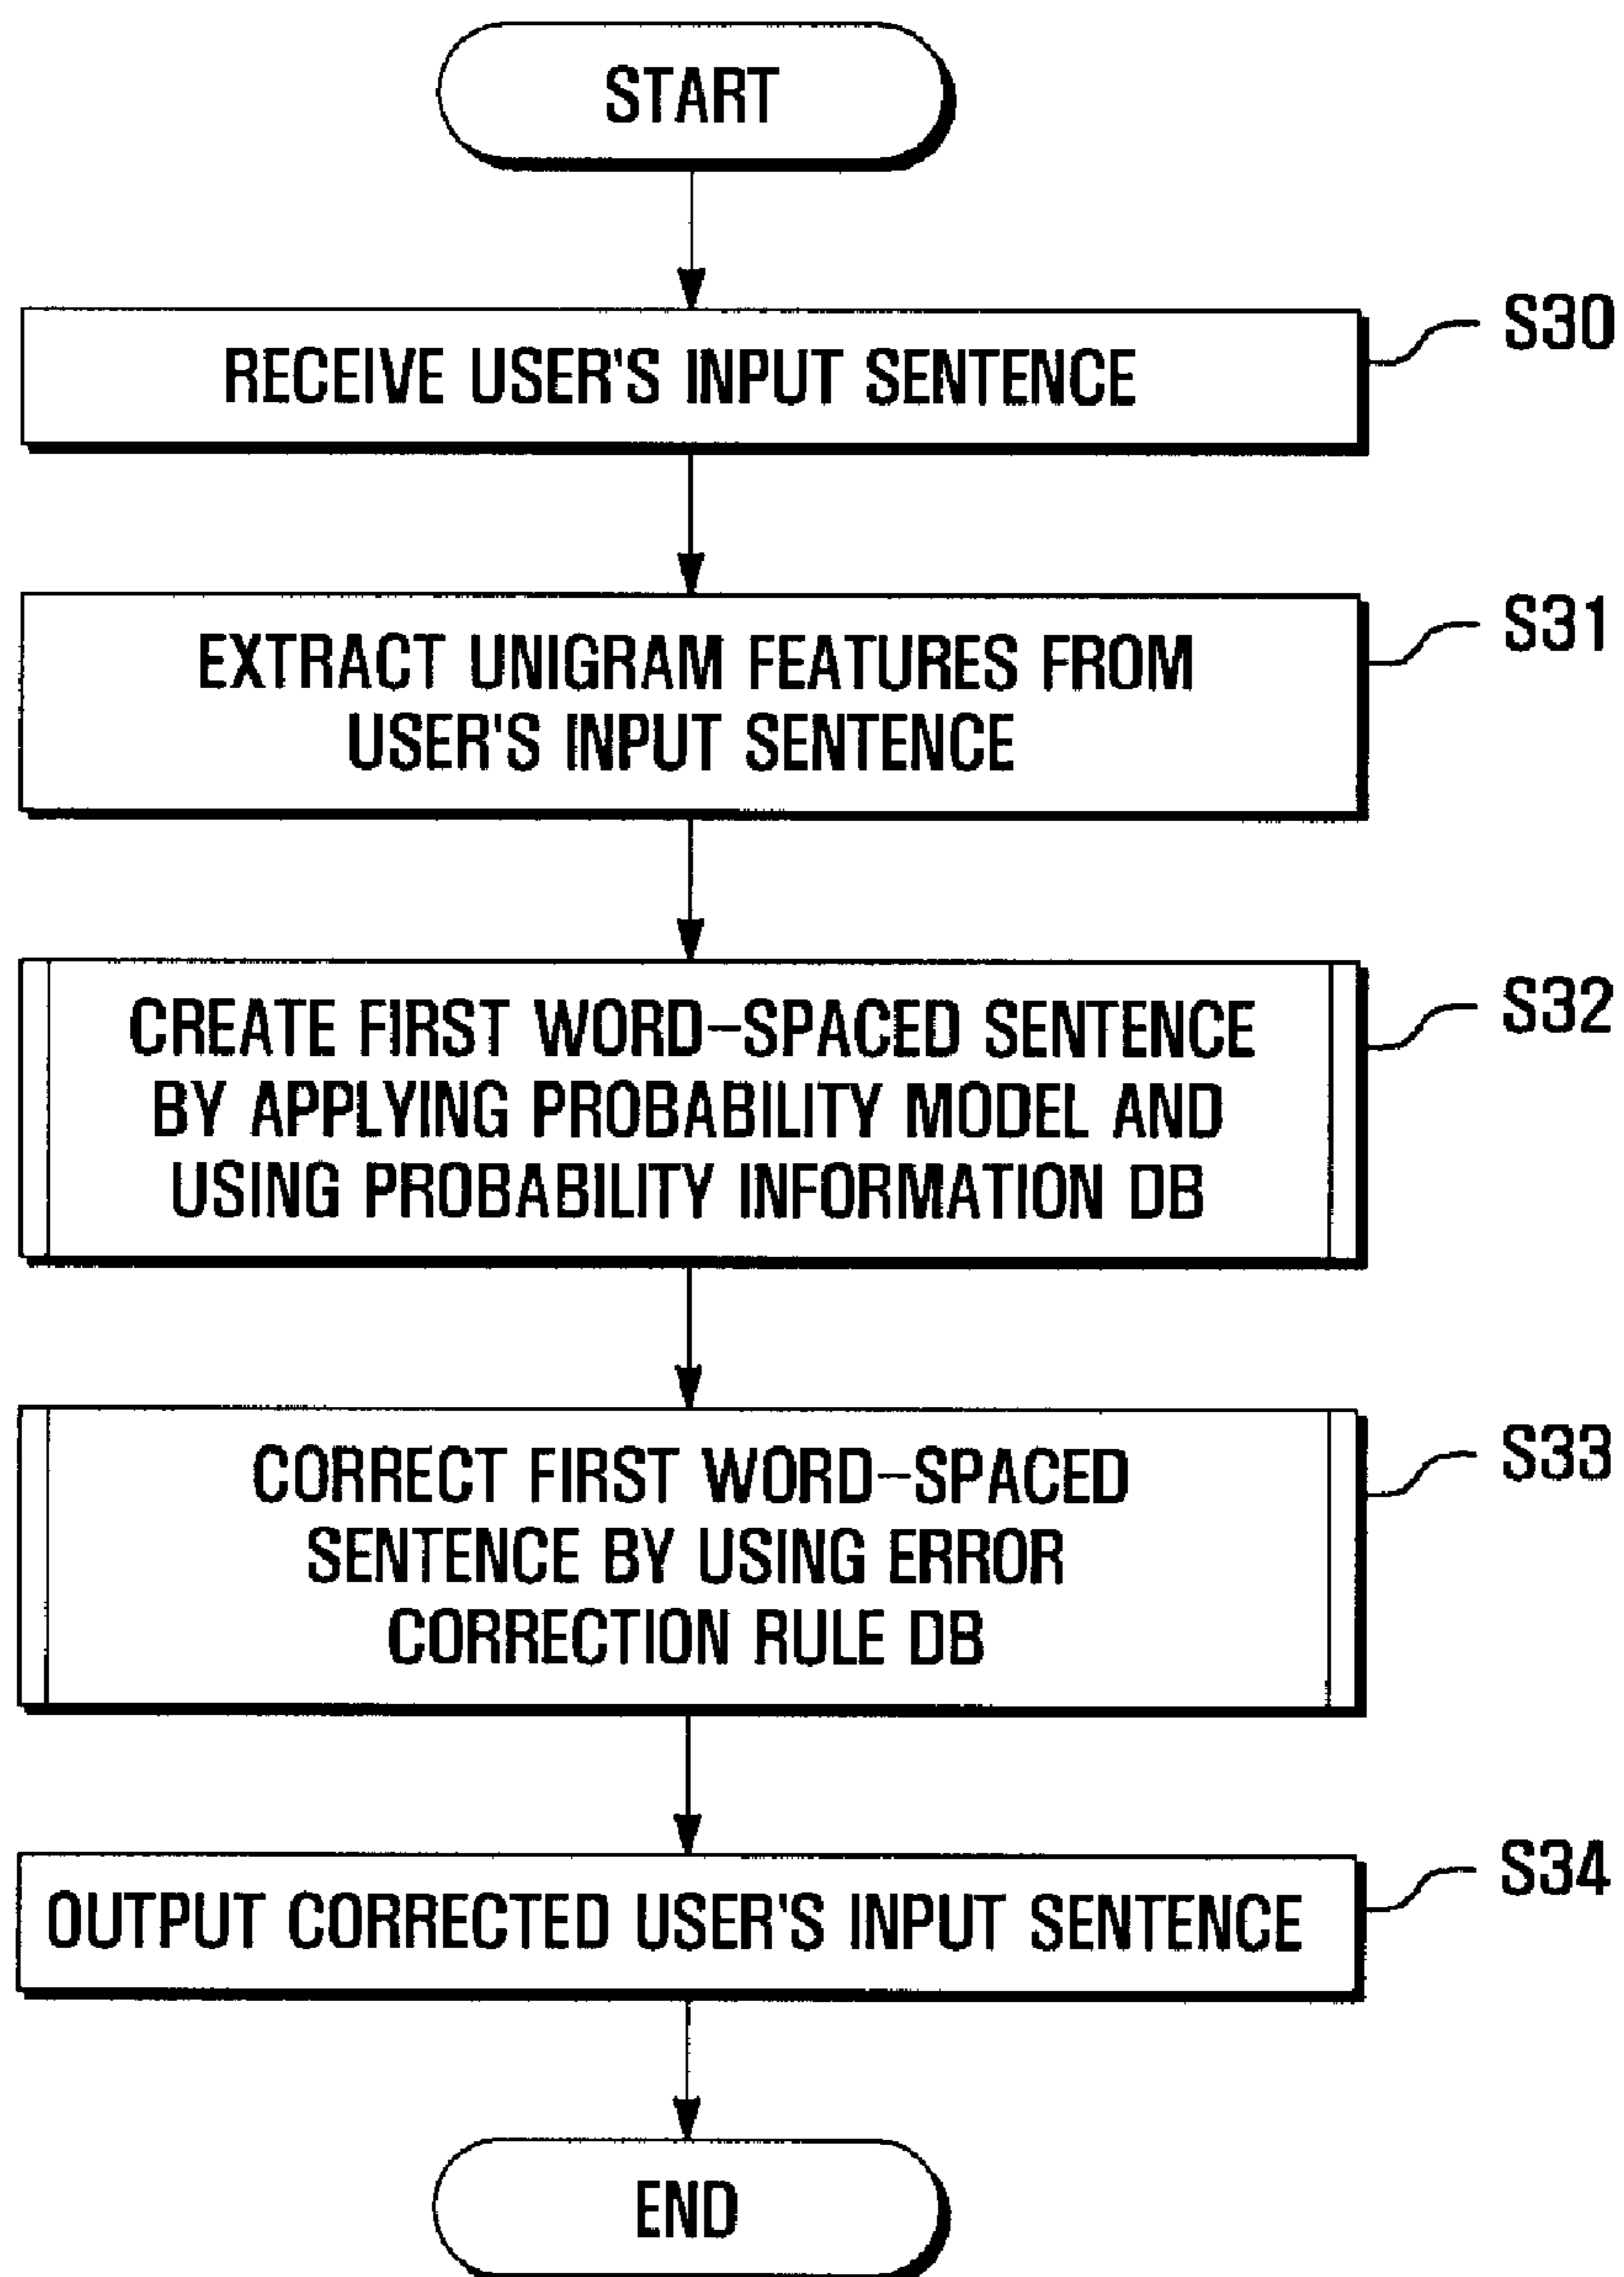 START
RECEIVE USER'S INPUT SENTENCE
S30
EXTRACT UNIGRAM FEATURES FROM
USER'S INPUT SENTENCE
S31
CREATE FIRST WORD-SPACED SENTENCE
BY APPLYING PROBABILITY MODEL AND
USING PROBABILITY INFORMATION DB
S32
CORRECT FIRST WORD-SPACED
SENTENCE BY USING ERROR
CORRECTION RULE DB
S33
OUTPUT CORRECTED USER'S INPUT SENTENCE
S34
END